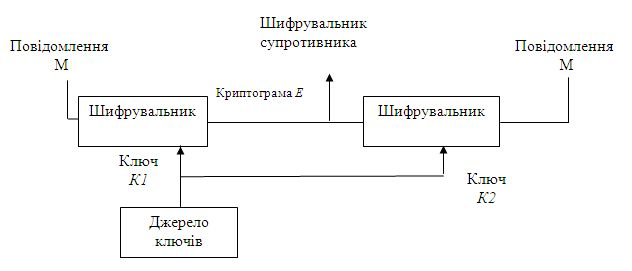 Шифрувальник
супротивника
Повідомлення
М
Повідомлення
М
Шифрувальник
Криптограма E
Шифрувальник
Ключ
K1
Ключ
K2
Джерело
ключів